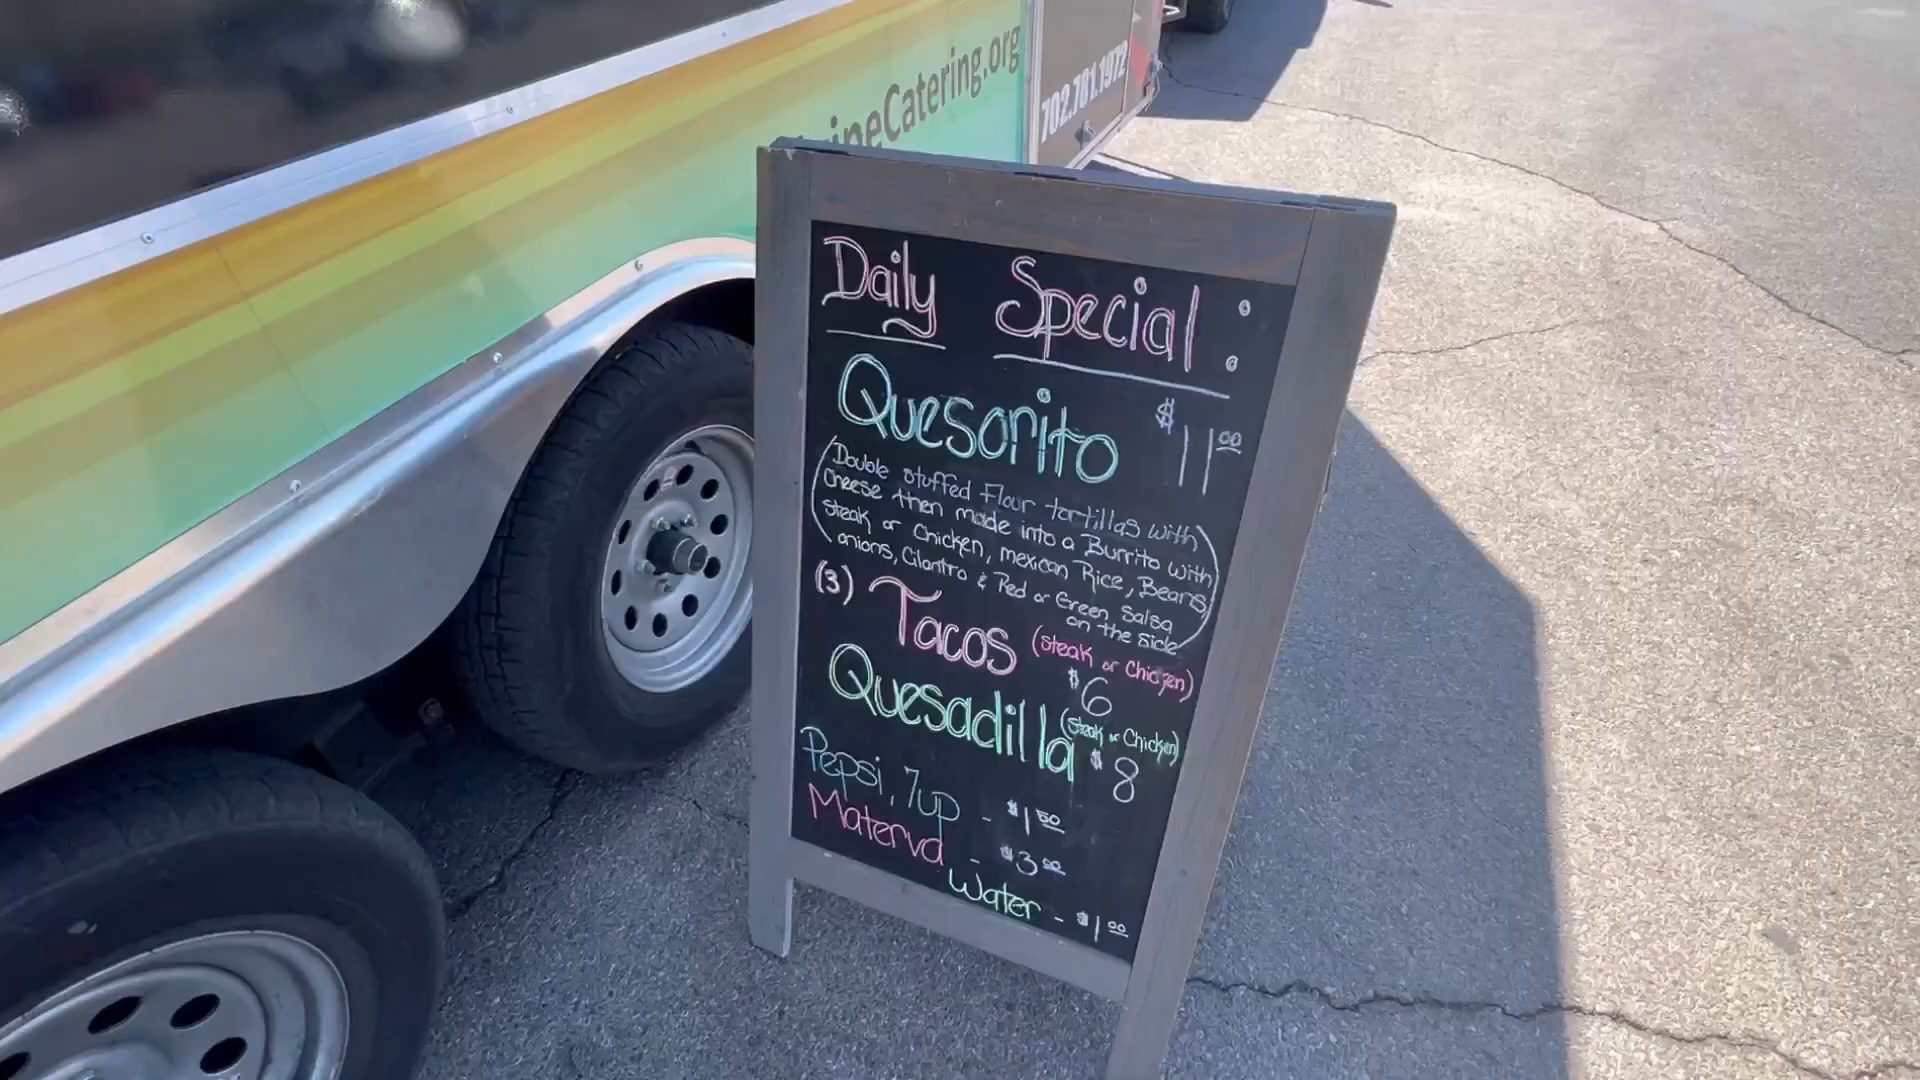 Catering.org
702.781.1972
Daily Special:
Quesorito $11.00
(Double stuffed Flour tortillas with
Cheese then made into a Burrito with
steak or Chicken, mexican Rice, Beans,
onions, Cilantro & Red or Green Salsa
on the side)
(3) Tacos (steak or Chicken)
$6
Quesadilla (steak or Chicken)
$8
Pepsi, 7up - $1.50
Materva - $3.00
Water - $1.00